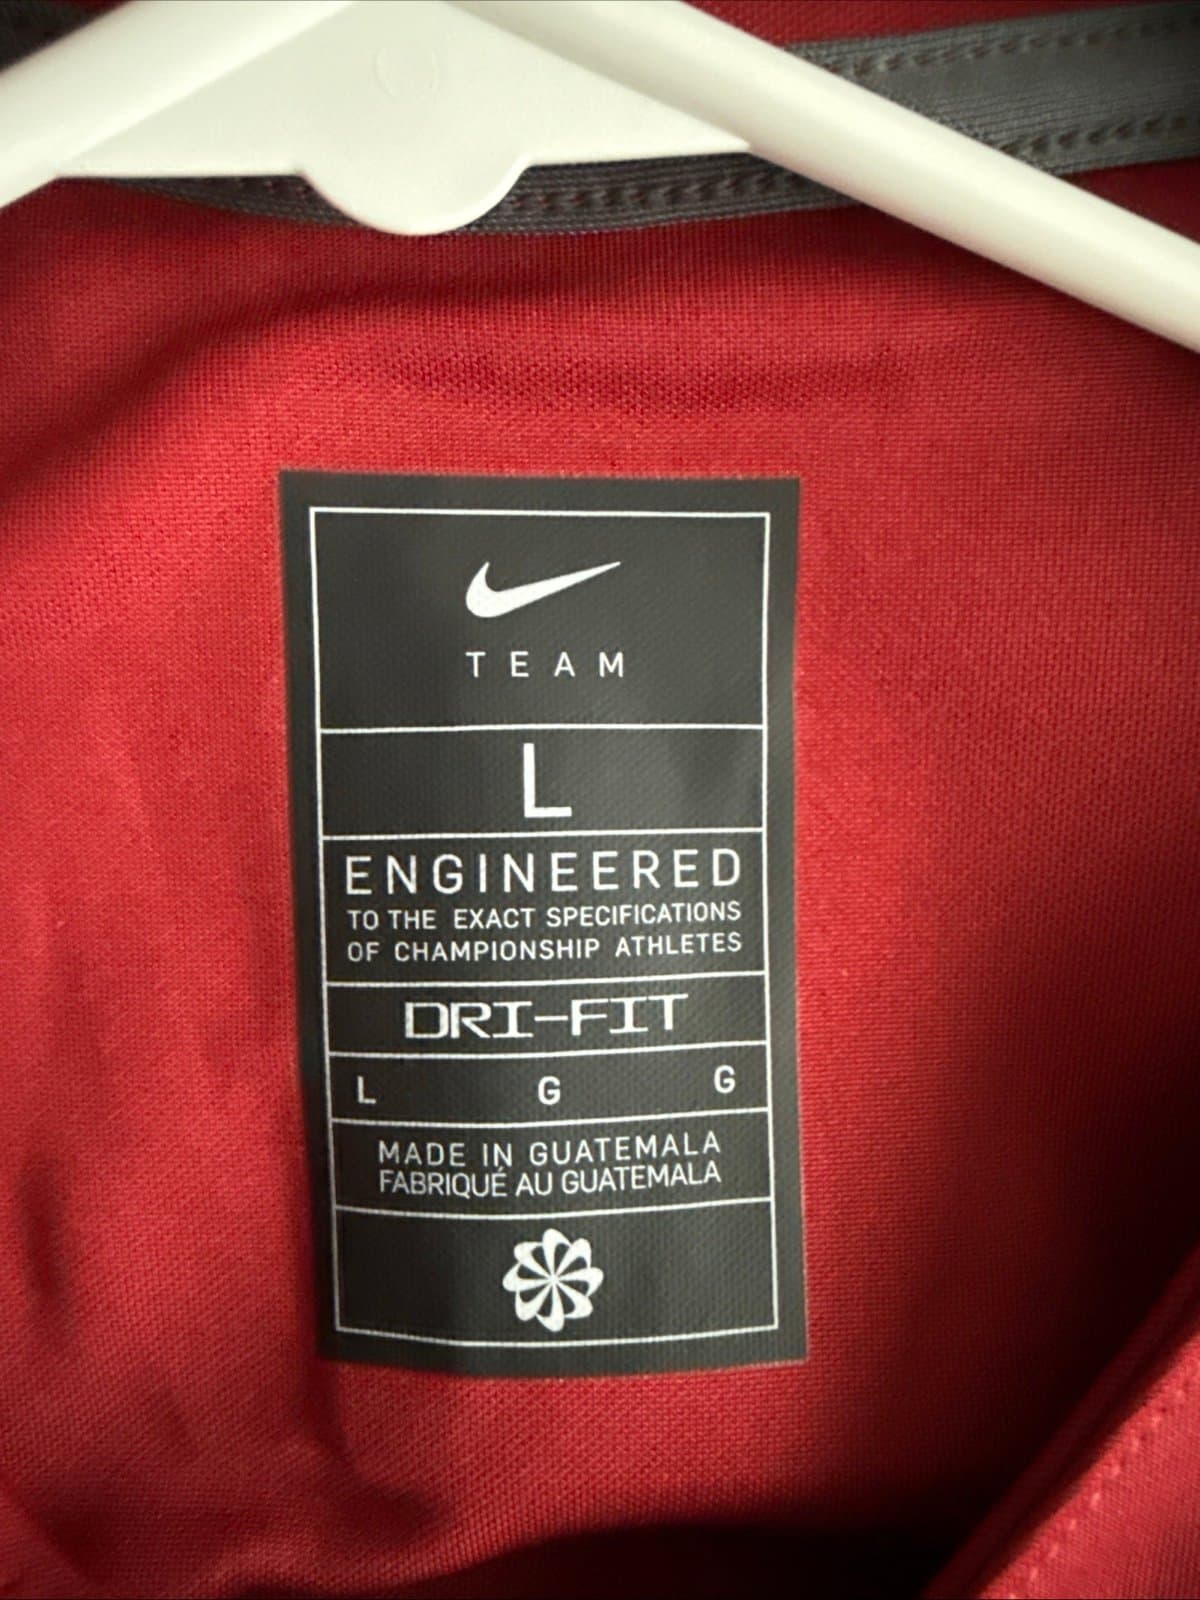 TEAM
L
ENGINEERED
TO THE EXACT SPECIFICATIONS
OF CHAMPIONSHIP ATHLETES
DRI-FIT
L G G
MADE IN GUATEMALA
FABRIQUÉ AU GUATEMALA